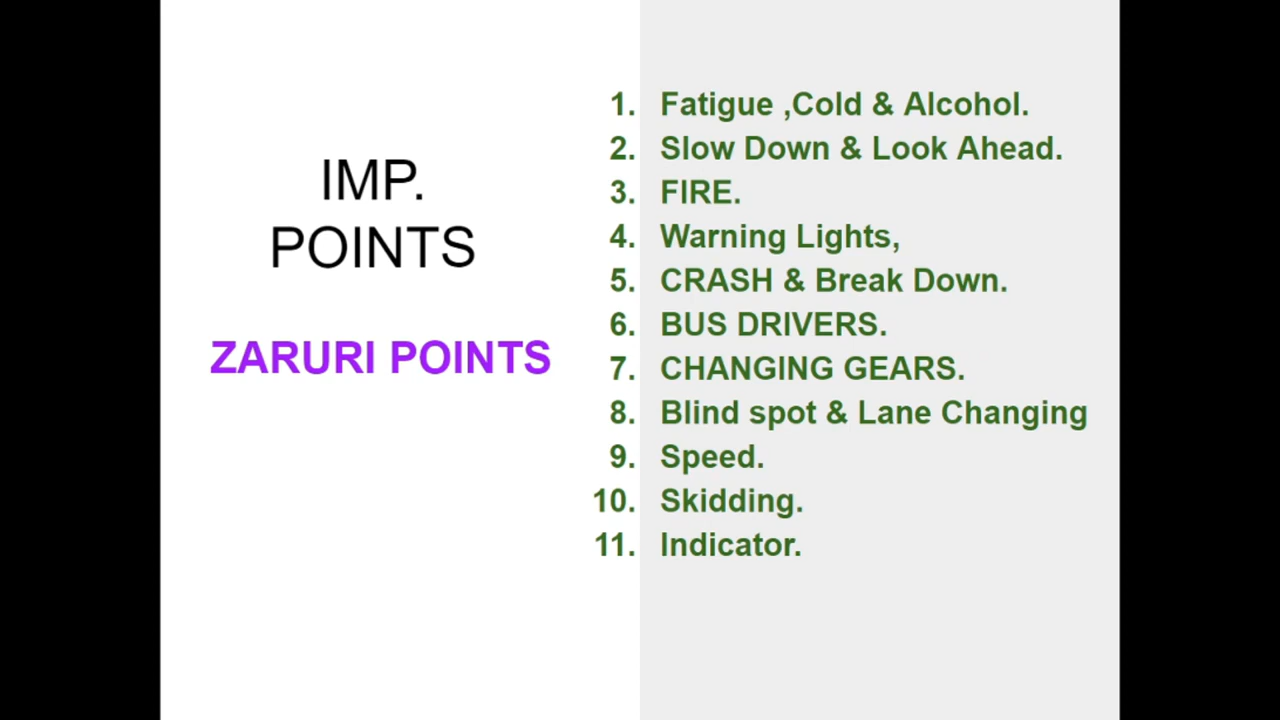 IMP.
POINTS
ZARURI POINTS
1. Fatigue ,Cold & Alcohol.
2. Slow Down & Look Ahead.
3. FIRE.
4. Warning Lights,
5. CRASH & Break Down.
6. BUS DRIVERS.
7. CHANGING GEARS.
8. Blind spot & Lane Changing
9. Speed.
10. Skidding.
11. Indicator.